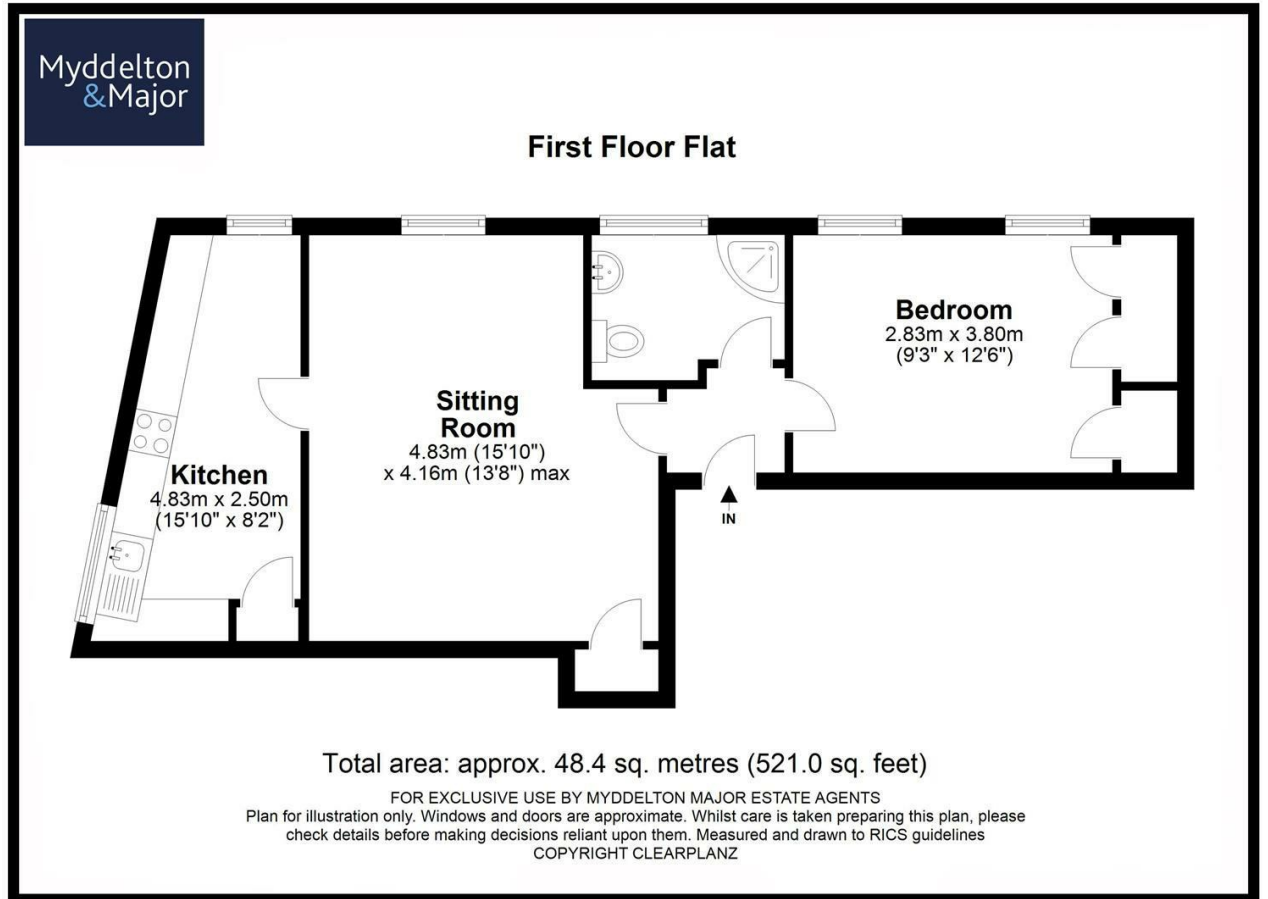 Myddelton
&Major
First Floor Flat
Bedroom
2.83m x 3.80m
(9'3" x 12'6")
Sitting
Room
4.83m (15'10")
x 4.16m (13'8") max
Kitchen
4.83m x 2.50m
(15'10" x 8'2")
IN
Total area: approx. 48.4 sq. metres (521.0 sq. feet)
FOR EXCLUSIVE USE BY MYDDELTON MAJOR ESTATE AGENTS
Plan for illustration only. Windows and doors are approximate. Whilst care is taken preparing this plan, please
check details before making decisions reliant upon them. Measured and drawn to RICS guidelines
COPYRIGHT CLEARPLANZ